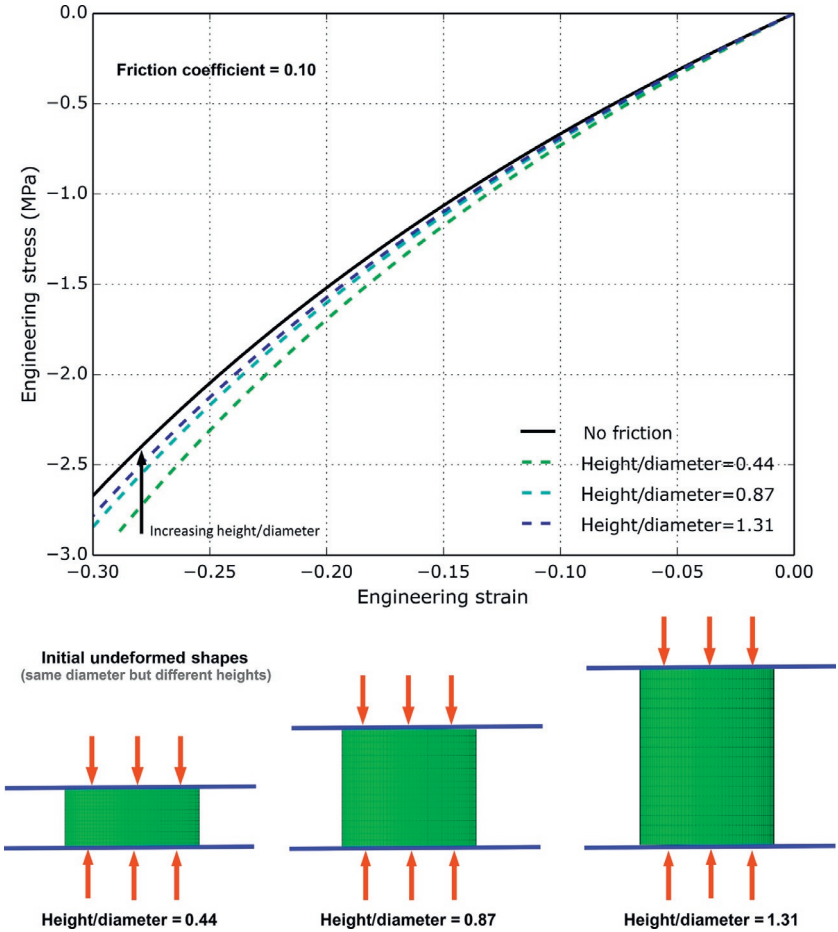 0.0
Friction coefficient = 0.10
−0.5
−1.0
−1.5
−2.0
−2.5
−3.0
Engineering stress (MPa)
No friction
Height/diameter=0.44
Height/diameter=0.87
Height/diameter=1.31
Increasing height/diameter
−0.30 −0.25 −0.20 −0.15 −0.10 −0.05 0.00
Engineering strain
Initial undeformed shapes
(same diameter but different heights)
Height/diameter = 0.44
Height/diameter = 0.87
Height/diameter = 1.31